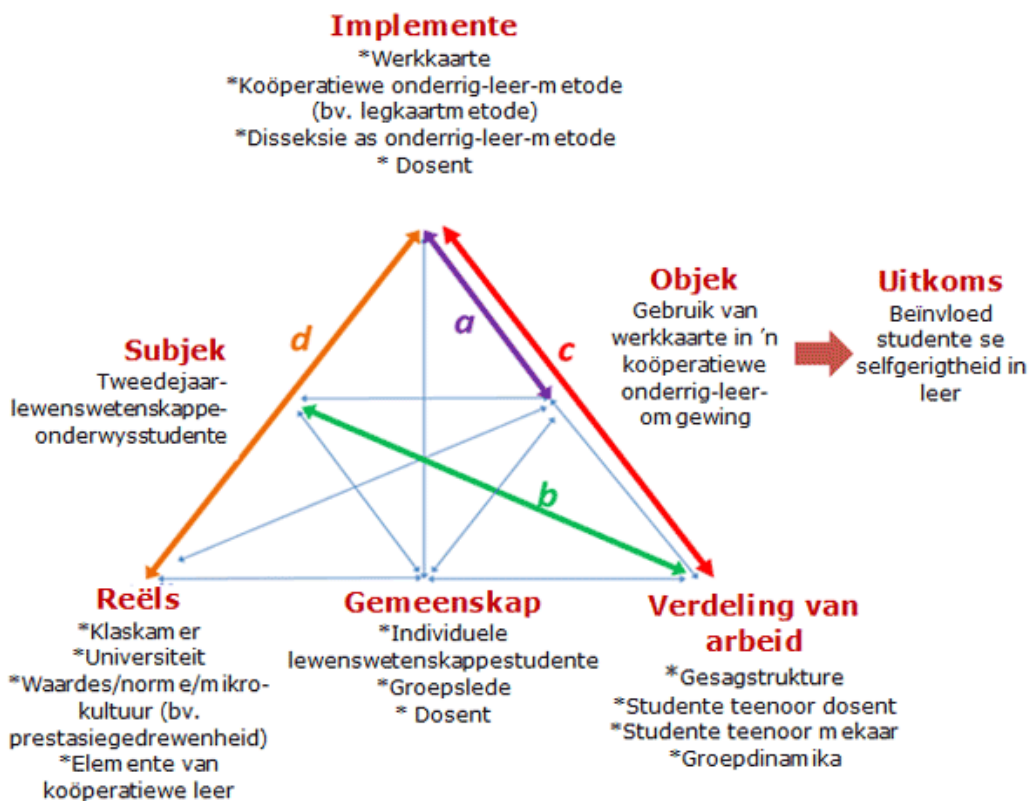 Implemente
*Werkkaarte
*Koöperatiewe onderrig-leer-metode
(bv. legkaartmetode)
*Disseksie as onderrig-leer-metode
* Dosent
d
a
c
Subjek
Tweedejaar-
lewenswetenskappe-
onderwysstudente
Objek
Gebruik van
werkkaarte in ’n
koöperatiewe
onderrig-leer-
omgewing
Uitkoms
Beïnvloed
studente se
selfgerigtheid in
leer
b
Reëls
*Klaskamer
*Universiteit
*Waardes/norme/mikro-
kultuur (bv.
prestasiegedrewenheid)
*Elemente van
koöperatiewe leer
Gemeenskap
*Individuele
lewenswetenskappestudente
*Groepslede
* Dosent
Verdeling van
arbeid
*Gesagstrukture
*Studente teenoor dosent
*Studente teenoor mekaar
*Groepdinamika